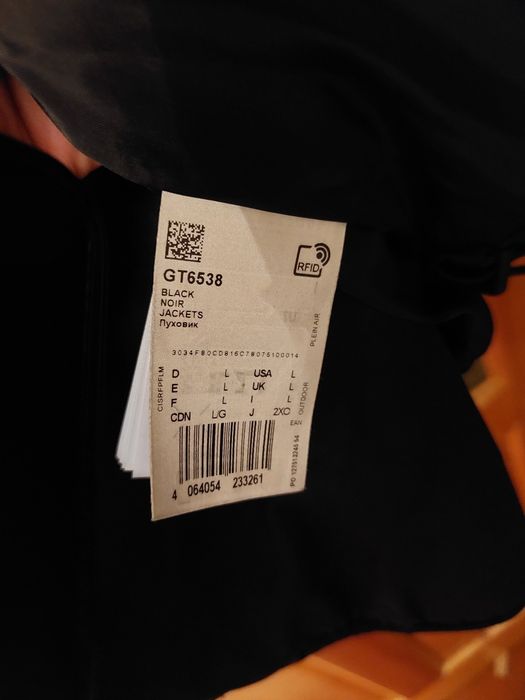 RFID
GT6538
BLACK
NOIR
JACKETS
Пуховик
PLEIN AIR
3034F80CD816C78075100014
CISRFPFLM
D L USA L
E L UK L
F L I L
CDN L/G J 2XO
OUTDOOR
EAN
4 064054 233261